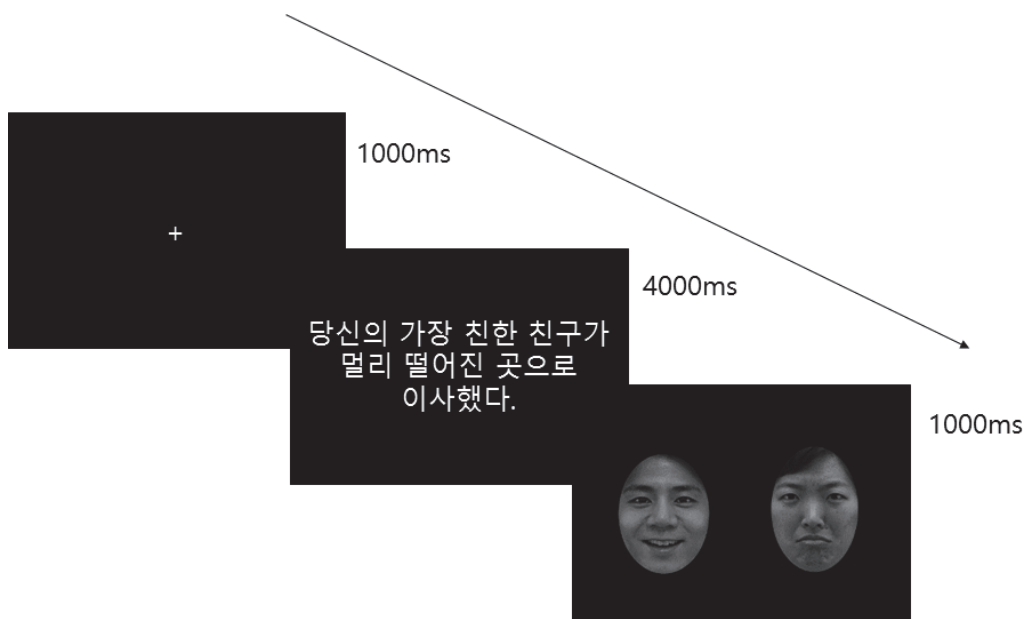 1000ms
+
4000ms
당신의 가장 친한 친구가
멀리 떨어진 곳으로
이사했다.
1000ms